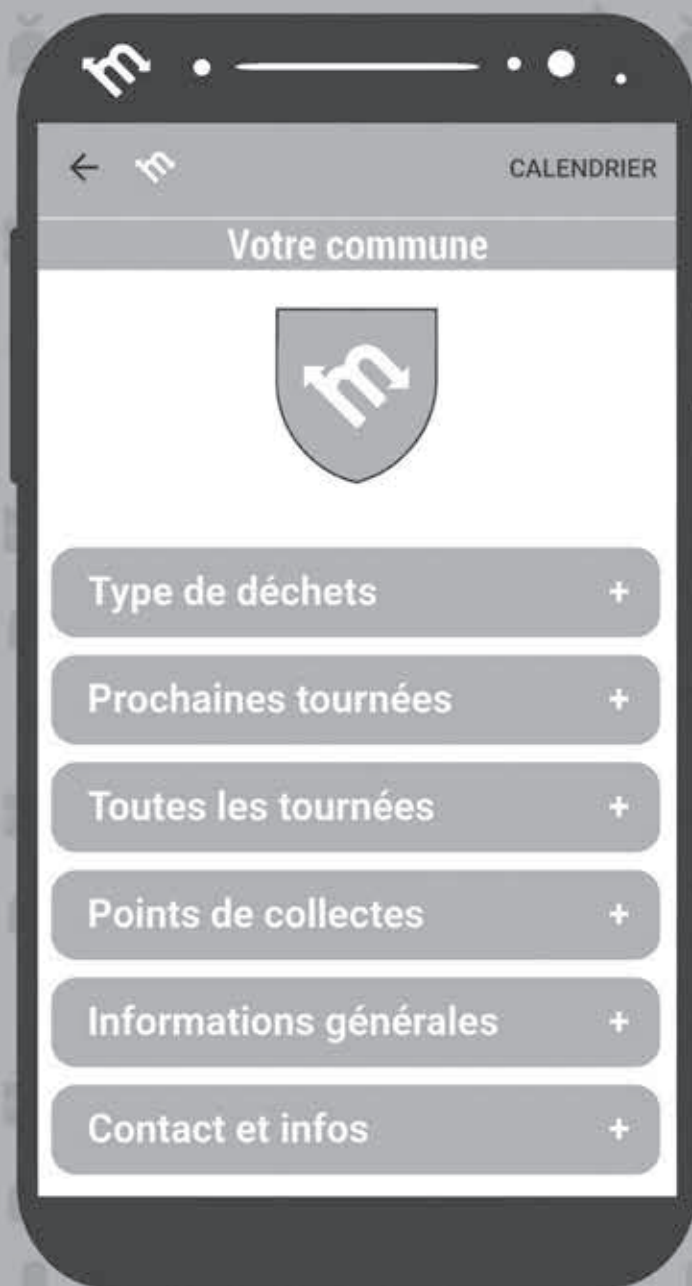 CALENDRIER
Votre commune
Type de déchets +
Prochaines tournées +
Toutes les tournées +
Points de collectes +
Informations générales +
Contact et infos +